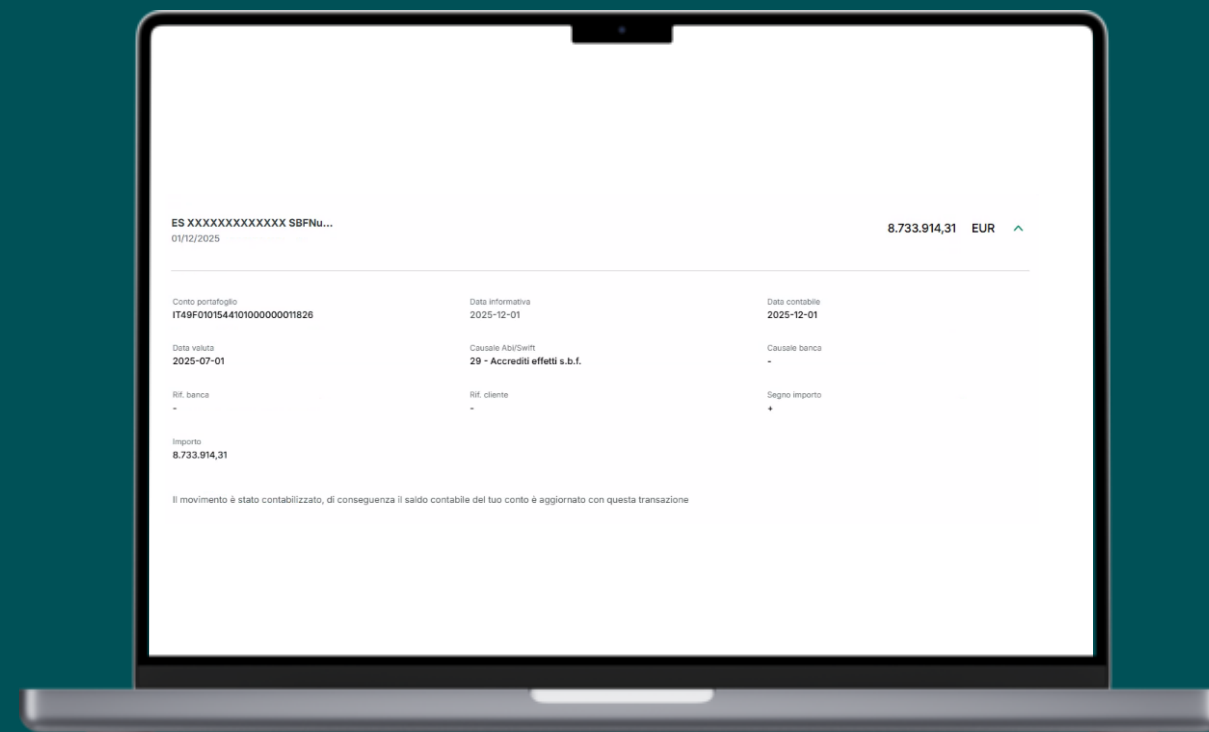 ES XXXXXXXXXXXXX SBFNu...
01/12/2025
8.733.914,31 EUR
Conto portafoglio
IT49F0101544101000000011826
Data informativa
2025-12-01
Data contabile
2025-12-01
Data valuta
2025-07-01
Causale Abi/Swift
29 - Accrediti effetti s.b.f.
Causale banca
-
Rif. banca
-
Rif. cliente
-
Segno importo
+
Importo
8.733.914,31
Il movimento è stato contabilizzato, di conseguenza il saldo contabile del tuo conto è aggiornato con questa transazione